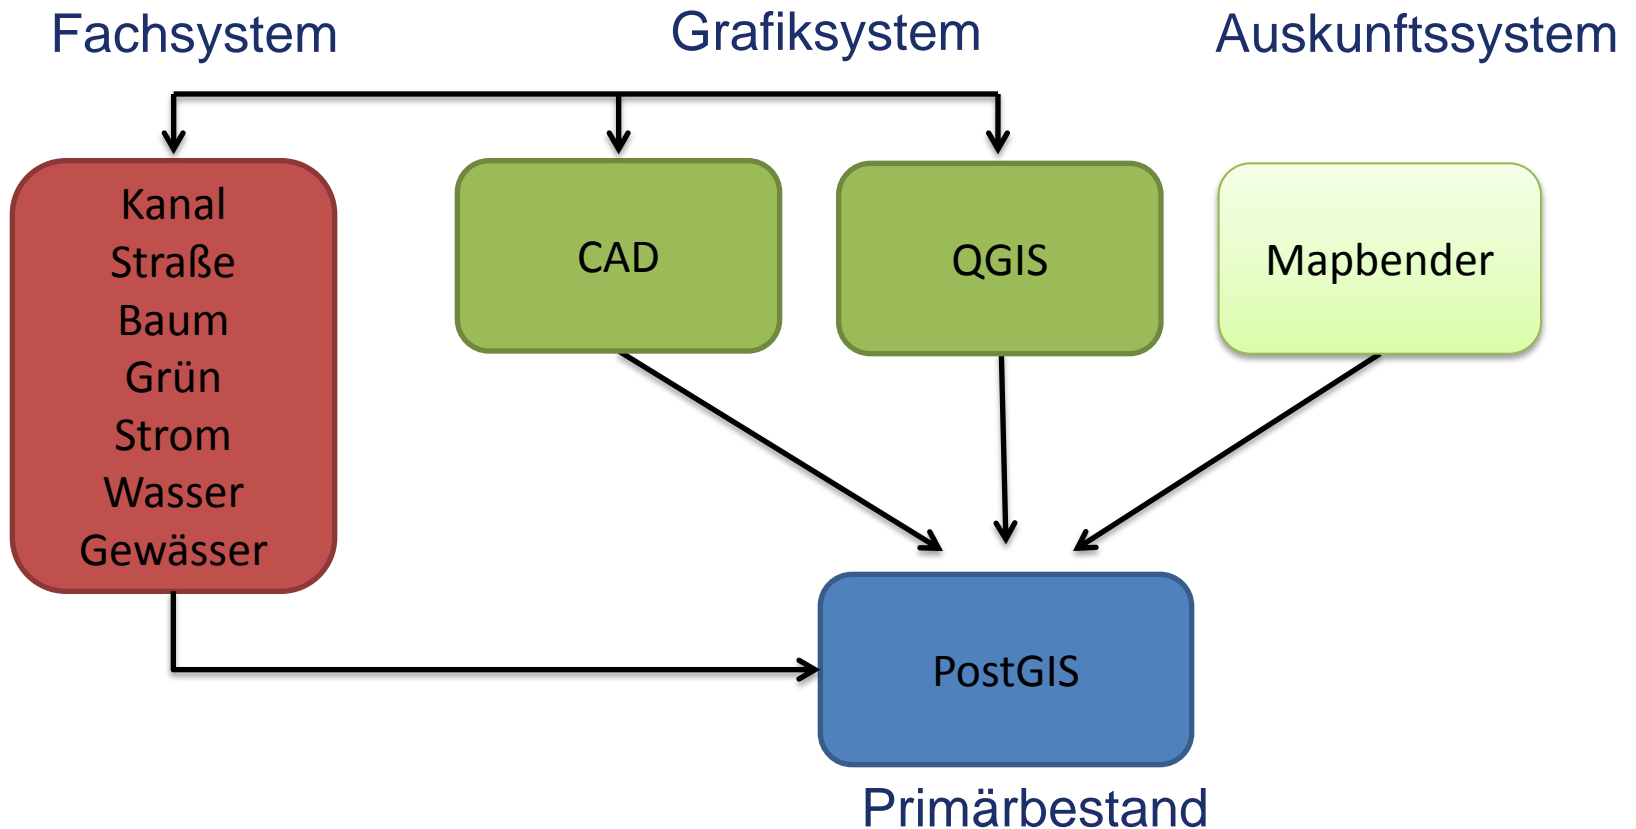 Fachsystem
Grafiksystem
Auskunftssystem
Kanal
Straße
Baum
Grün
Strom
Wasser
Gewässer
CAD
QGIS
Mapbender
PostGIS
Primärbestand